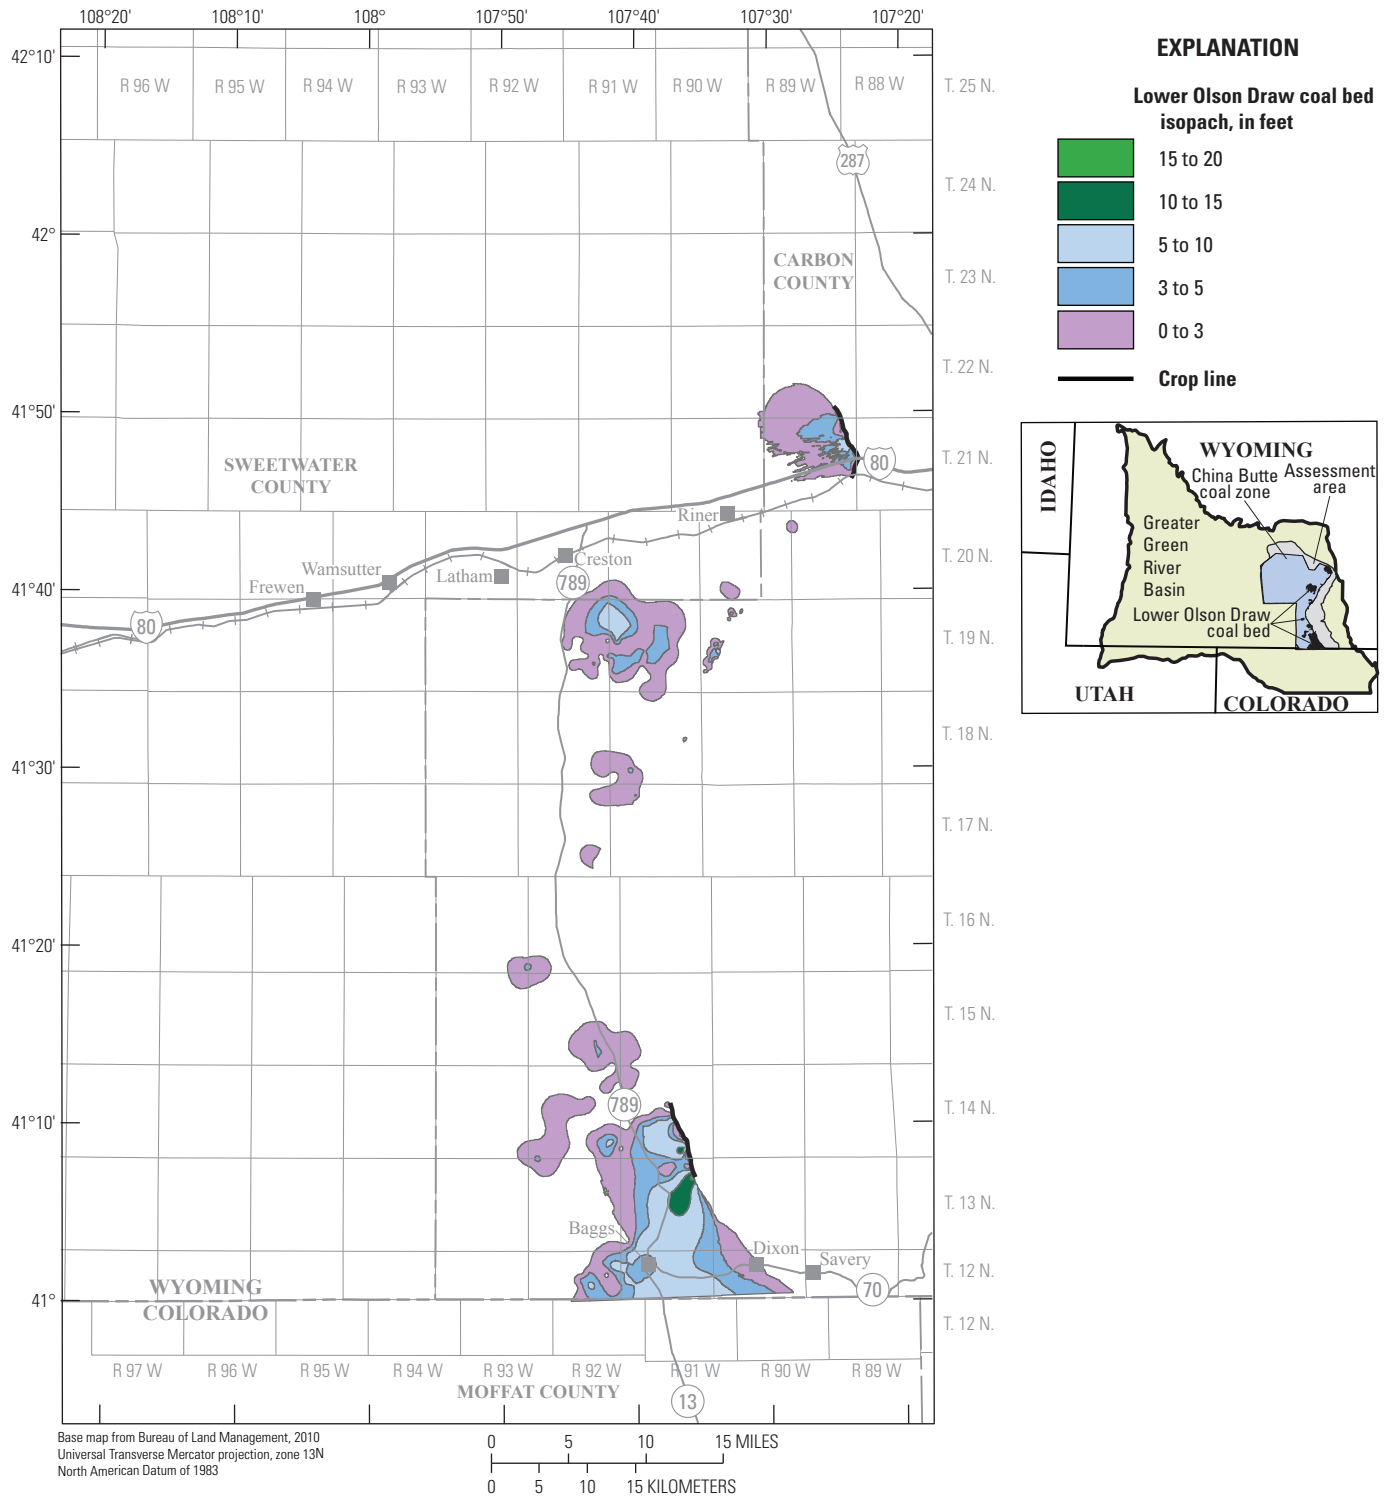 108°20' 108°10' 108° 107°50' 107°40' 107°30' 107°20'
42°10'
R 96 W R 95 W R 94 W R 93 W R 92 W R 91 W R 90 W R 89 W R 88 W T. 25 N.
287
T. 24 N.
42°
CARBON
COUNTY
T. 23 N.
T. 22 N.
41°50'
SWEETWATER
COUNTY
80
T. 21 N.
Riner
T. 20 N.
Creston
Wamsutter
Latham
789
Frewen
41°40'
80
T. 19 N.
T. 18 N.
41°30'
T. 17 N.
T. 16 N.
41°20'
T. 15 N.
789
T. 14 N.
41°10'
T. 13 N.
Baggs
Dixon
Savery
T. 12 N.
WYOMING
70
41°
COLORADO
T. 12 N.
R 97 W R 96 W R 95 W R 94 W R 93 W R 92 W R 91 W R 90 W R 89 W
MOFFAT COUNTY
13
EXPLANATION
Lower Olson Draw coal bed
isopach, in feet
15 to 20
10 to 15
5 to 10
3 to 5
0 to 3
Crop line
IDAHO
WYOMING
China Butte
coal zone
Assessment
area
Greater
Green
River
Basin
Lower Olson Draw
coal bed
UTAH
COLORADO
Base map from Bureau of Land Management, 2010
Universal Transverse Mercator projection, zone 13N
North American Datum of 1983
0 5 10 15 MILES
0 5 10 15 KILOMETERS